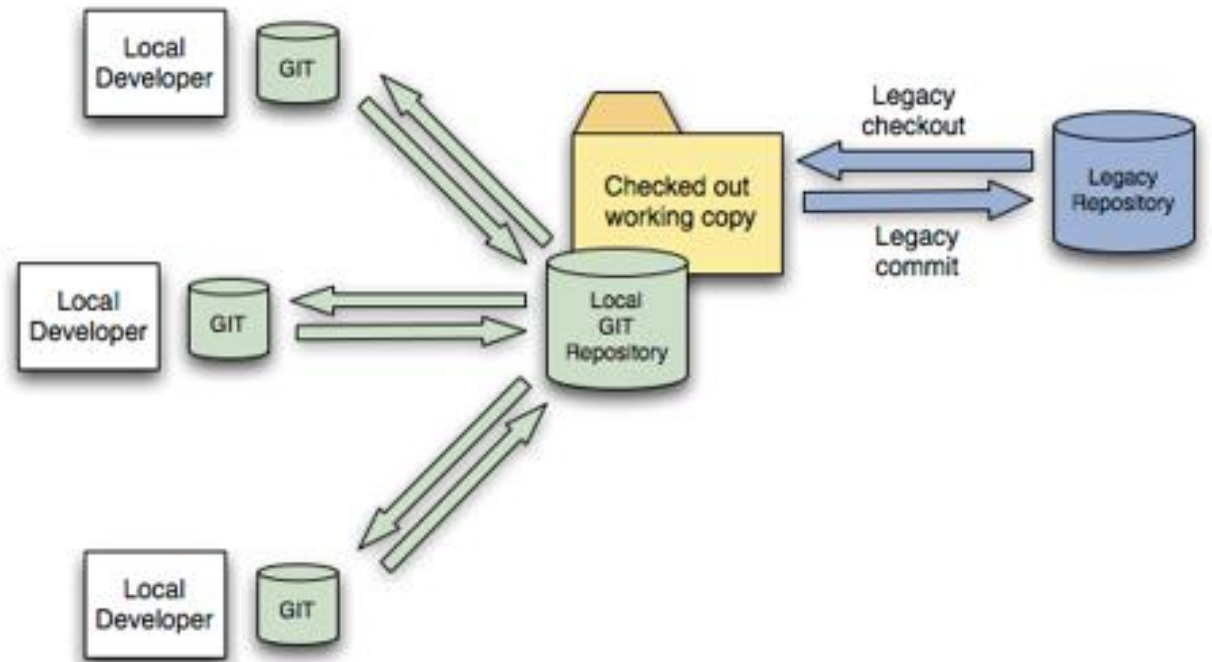 Local
Developer
GIT
Legacy
checkout
Checked out
working copy
Legacy
Repository
Legacy
commit
Local
Developer
GIT
Local
GIT
Repository
Local
Developer
GIT